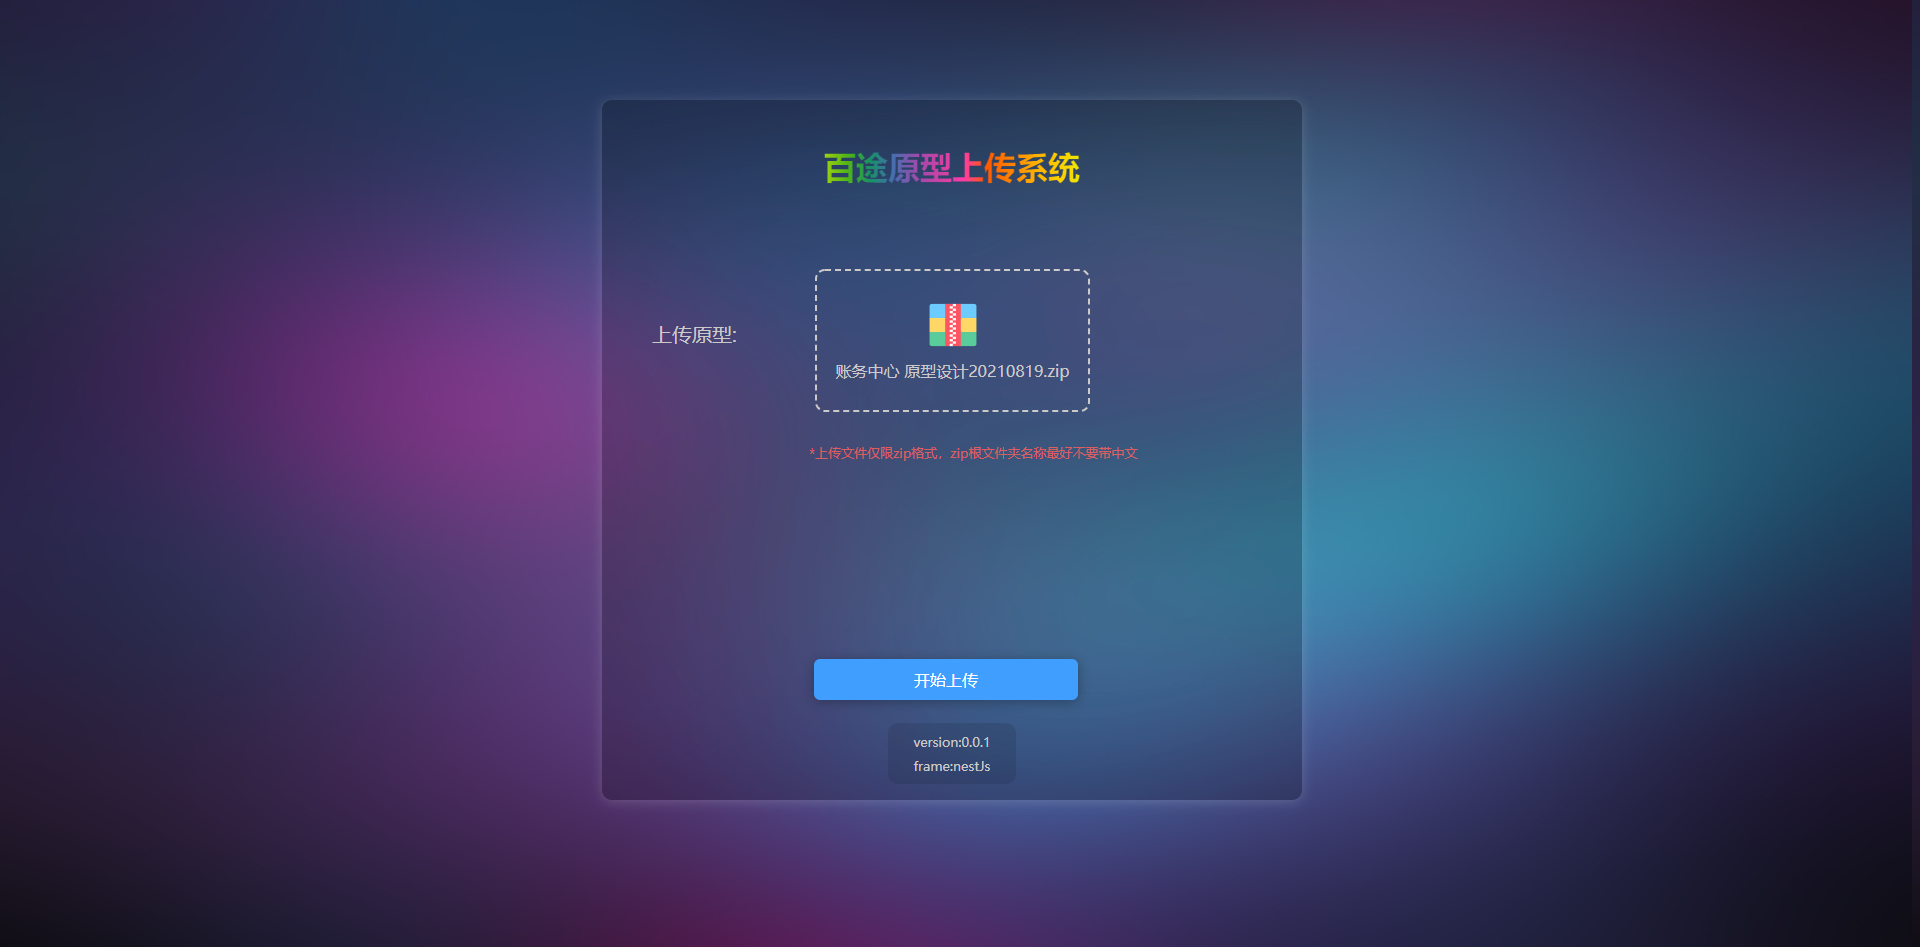 百途原型上传系统
上传原型:
账务中心 原型设计20210819.zip
*上传文件仅限zip格式，zip根文件夹名称最好不要带中文
开始上传
version:0.0.1
frame:nestJs